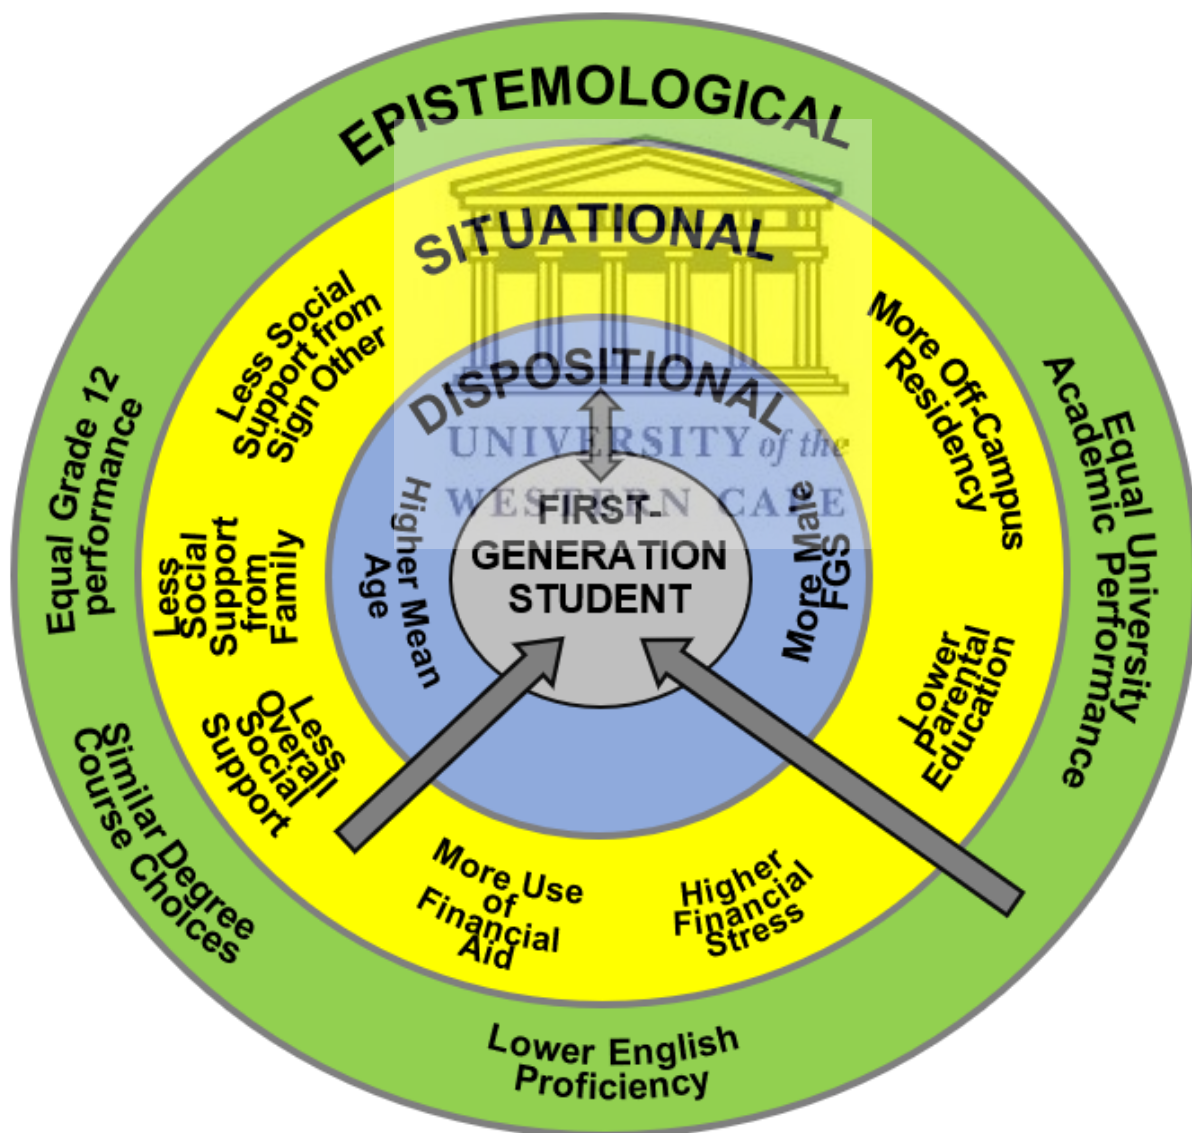 EPISTEMOLOGICAL
SITUATIONAL
DISPOSITIONAL
UNIVERSITY of the
WESTERN CAPE
FIRST-
GENERATION
STUDENT
Higher Mean
Age
More Male
FGS
Less Social
Support from
Sign Other
Less
Social
Support
from
Family
Less
Overall
Social
Support
More Use
of
Financial
Aid
Higher
Financial
Stress
Lower
Parental
Education
More Off-Campus
Residency
Equal Grade 12
performance
Similar Degree
Course Choices
Lower English
Proficiency
Equal University
Academic Performance